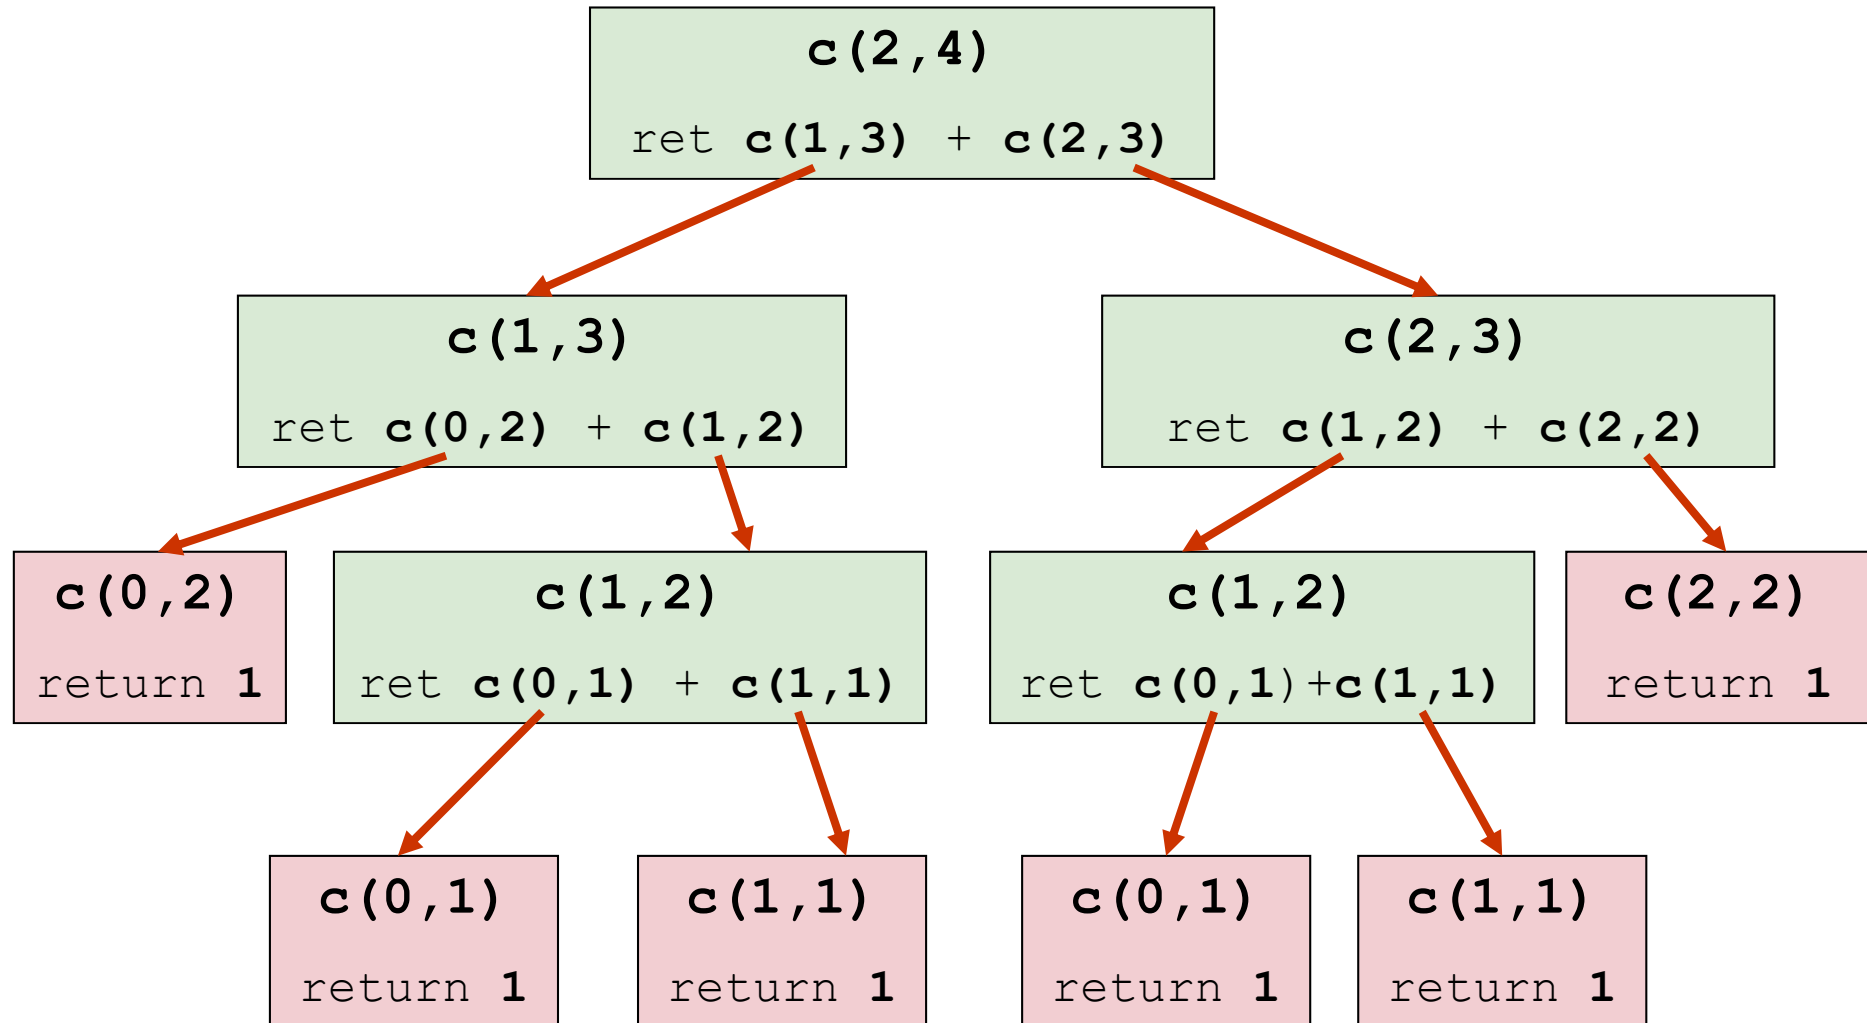 c(2,4)
ret c(1,3) + c(2,3)
c(1,3)
ret c(0,2) + c(1,2)
c(2,3)
ret c(1,2) + c(2,2)
c(0,2)
return 1
c(1,2)
ret c(0,1) + c(1,1)
c(1,2)
ret c(0,1)+c(1,1)
c(2,2)
return 1
c(0,1)
return 1
c(1,1)
return 1
c(0,1)
return 1
c(1,1)
return 1